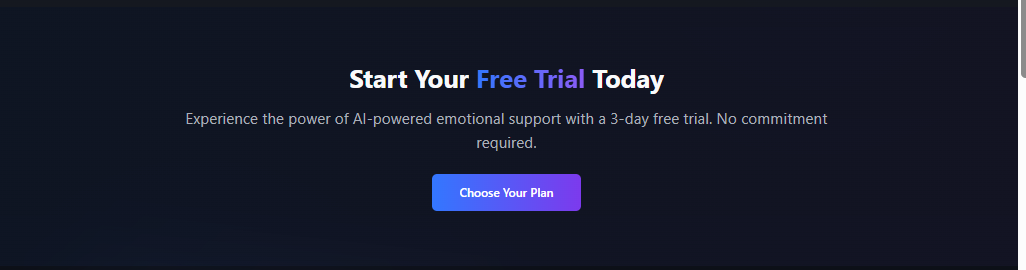 Start Your Free Trial Today
Experience the power of AI-powered emotional support with a 3-day free trial. No commitment
required.
Choose Your Plan